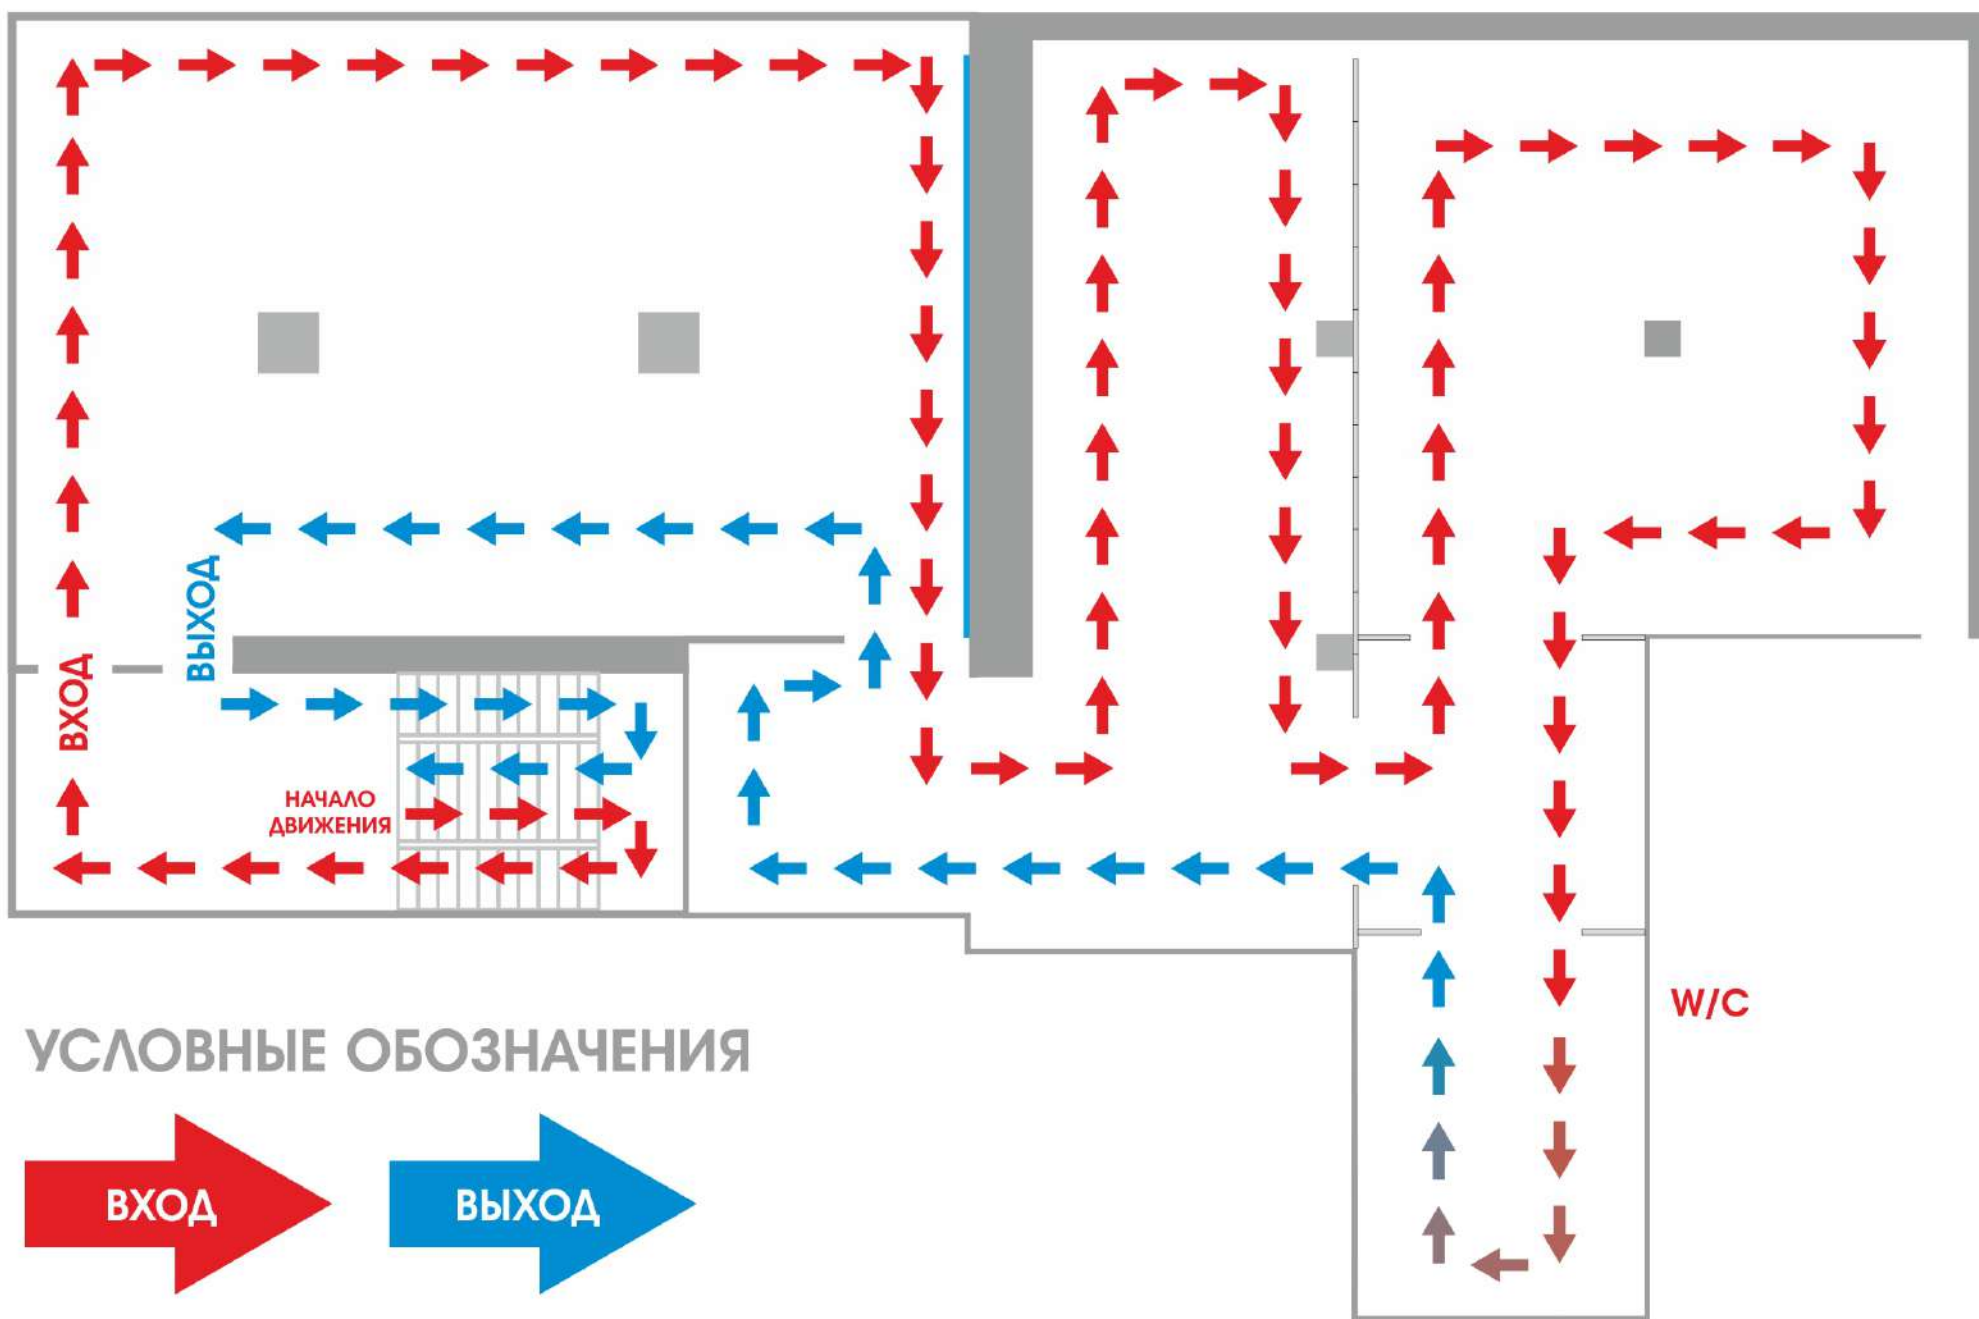 ВЫХОД
ВХОД
НАЧАЛО
ДВИЖЕНИЯ
W/C
УСЛОВНЫЕ ОБОЗНАЧЕНИЯ
ВХОД
ВЫХОД